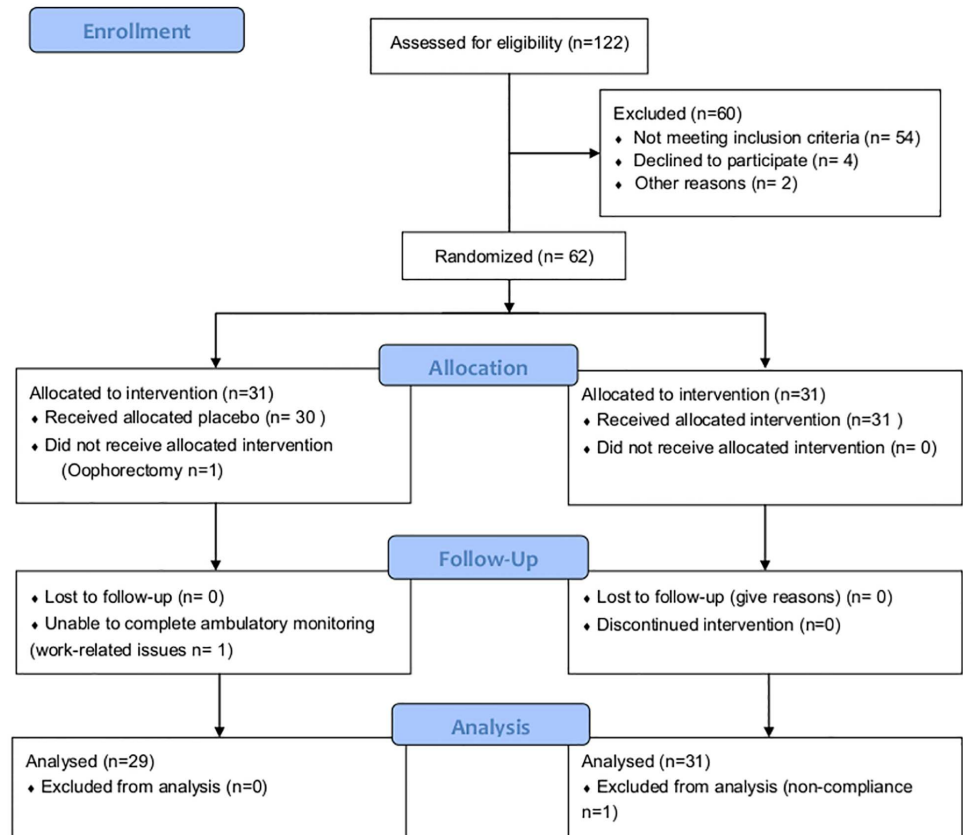 Enrollment
Assessed for eligibility (n=122)
Excluded (n=60)
♦ Not meeting inclusion criteria (n= 54)
♦ Declined to participate (n= 4)
♦ Other reasons (n= 2)
Randomized (n= 62)
Allocation
Allocated to intervention (n=31)
♦ Received allocated placebo (n= 30 )
♦ Did not receive allocated intervention
(Oophorectomy n=1)
Allocated to intervention (n=31)
♦ Received allocated intervention (n=31 )
♦ Did not receive allocated intervention (n= 0)
Follow-Up
♦ Lost to follow-up (n= 0)
♦ Unable to complete ambulatory monitoring
(work-related issues n= 1)
♦ Lost to follow-up (give reasons) (n= 0)
♦ Discontinued intervention (n=0)
Analysis
Analysed (n=29)
♦ Excluded from analysis (n=0)
Analysed (n=31)
♦ Excluded from analysis (non-compliance
n=1)